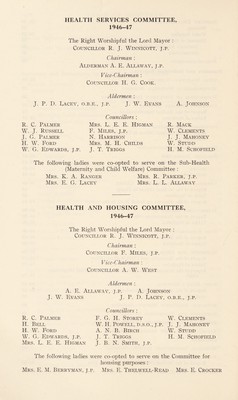 HEALTH SERVICES COMMITTEE,
1946–47
The Right Worshipful the Lord Mayor :
COUNCILLOR R. J. WINNICOTT, J.P.
Chairman :
ALDERMAN A. E. ALLAWAY, J.P.
Vice-Chairman :
COUNCILLOR H. G. COOK.
Aldermen :
J. P. D. LACEY, O.B.E., J.P. J. W. EVANS A. JOHNSON
Councillors :
R. C. PALMER MRS. L. E. E. HIGMAN R. MACK
W. J. RUSSELL F. MILES, J.P. W. CLEMENTS
J. G. PALMER N. HARRISON J. J. MAHONEY
H. W. FORD MRS. M. H. CHILDS W. STUDD
W. G. EDWARDS, J.P. J. T. TRIGGS H. M. SCHOFIELD
The following ladies were co-opted to serve on the Sub-Health
(Maternity and Child Welfare) Committee :
MRS. K. A. RANGER MRS. R. PARKER, J.P.
MRS. E. G. LACEY MRS. L. L. ALLAWAY
HEALTH AND HOUSING COMMITTEE,
1946–47
The Right Worshipful the Lord Mayor :
COUNCILLOR R. J. WINNICOTT, J.P.
Chairman :
COUNCILLOR F. MILES, J.P.
Vice-Chairman :
COUNCILLOR A. W. WEST
Aldermen :
A. E. ALLAWAY, J.P. A. JOHNSON
J. W. EVANS J. P. D. LACEY, O.B.E., J.P.
Councillors :
R. C. PALMER F. G. H. STOREY W. CLEMENTS
H. BELL W. H. POWELL, D.S.O., J.P. J. J. MAHONEY
H. W. FORD A. N. R. BIRCH W. STUDD
W. G. EDWARDS, J.P. J. T. TRIGGS H. M. SCHOFIELD
MRS. L. E. E. HIGMAN J. R. N. SMITH, J.P.
The following ladies were co-opted to serve on the Committee for
housing purposes :
MRS. E. M. BERRYMAN, J.P. MRS. E. THELWELL-READ MRS. E. CROCKER